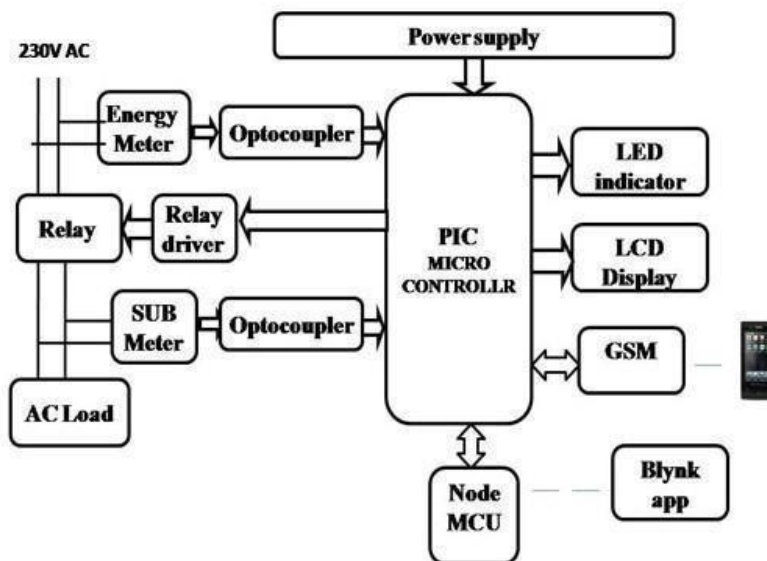 Power supply
230V AC
Energy
Meter
Optocoupler
LED
indicator
Relay
Relay
driver
PIC
MICRO
CONTROLLR
LCD
Display
SUB
Meter
Optocoupler
GSM
AC Load
Node
MCU
Blynk
app